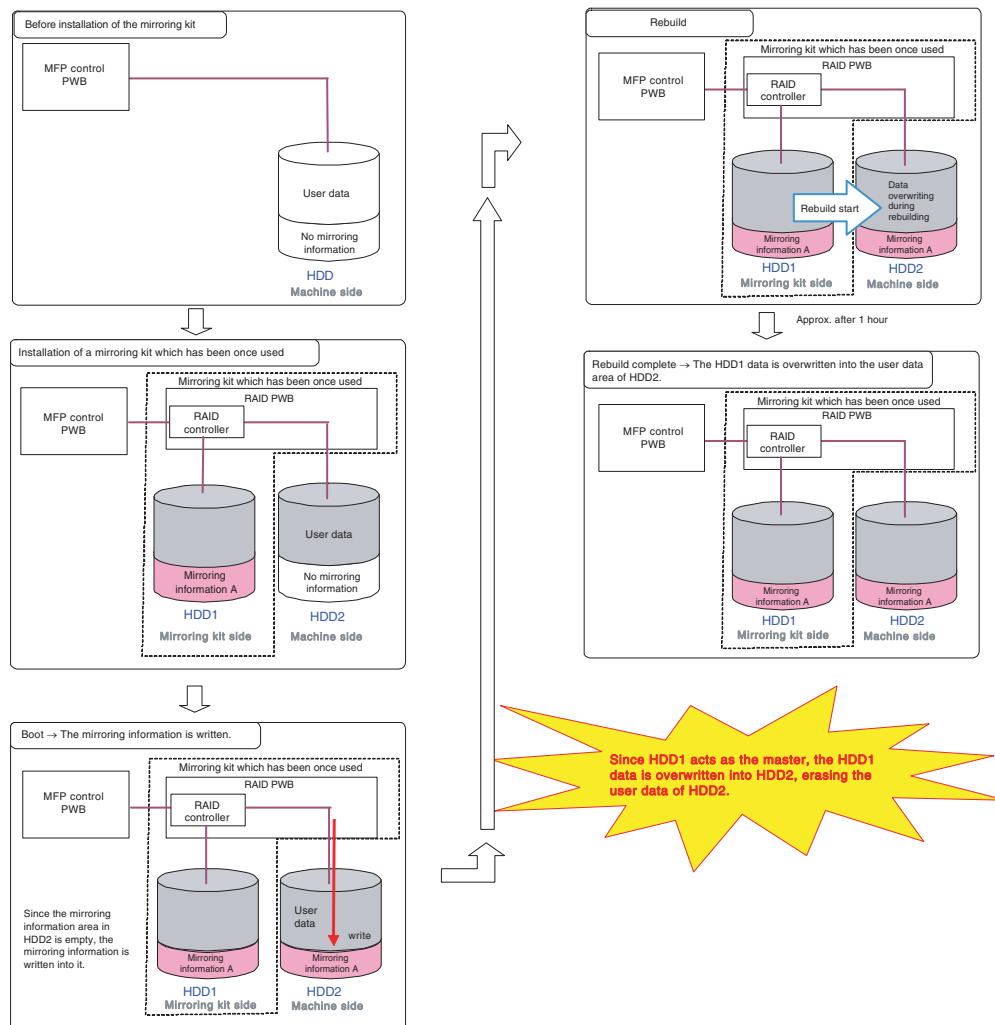 Before installation of the mirroring kit
MFP control
PWB
User data
No mirroring
information
HDD
Machine side
Installation of a mirroring kit which has been once used
Mirroring kit which has been once used
RAID PWB
MFP control
PWB
RAID
controller
User data
Mirroring
information A
No mirroring
information
HDD1
HDD2
Mirroring kit side
Machine side
Boot → The mirroring information is written.
Mirroring kit which has been once used
RAID PWB
MFP control
PWB
RAID
controller
Since the mirroring
information area in
HDD2 is empty, the
mirroring information is
written into it.
User
data
write
Mirroring
information A
Mirroring
information A
HDD1
HDD2
Mirroring kit side
Machine side
Rebuild
Mirroring kit which has been once used
RAID PWB
MFP control
PWB
RAID
controller
Rebuild start
Data
overwriting
during
rebuilding
Mirroring
information A
Mirroring
information A
HDD1
HDD2
Mirroring kit side
Machine side
Approx. after 1 hour
Rebuild complete → The HDD1 data is overwritten into the user data
area of HDD2.
Mirroring kit which has been once used
RAID PWB
MFP control
PWB
RAID
controller
Mirroring
information A
Mirroring
information A
HDD1
HDD2
Mirroring kit side
Machine side
Since HDD1 acts as the master, the HDD1
data is overwritten into HDD2, erasing the
user data of HDD2.